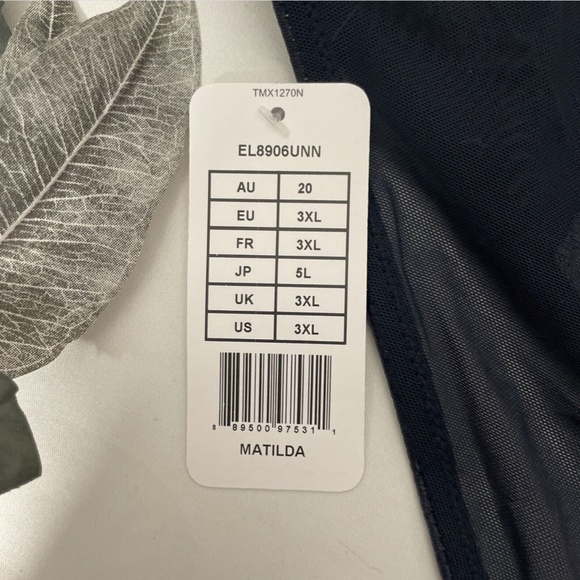 TMX1270N
EL8906UNN
AU 20
EU 3XL
FR 3XL
JP 5L
UK 3XL
US 3XL
8 89500 97531 1
MATILDA